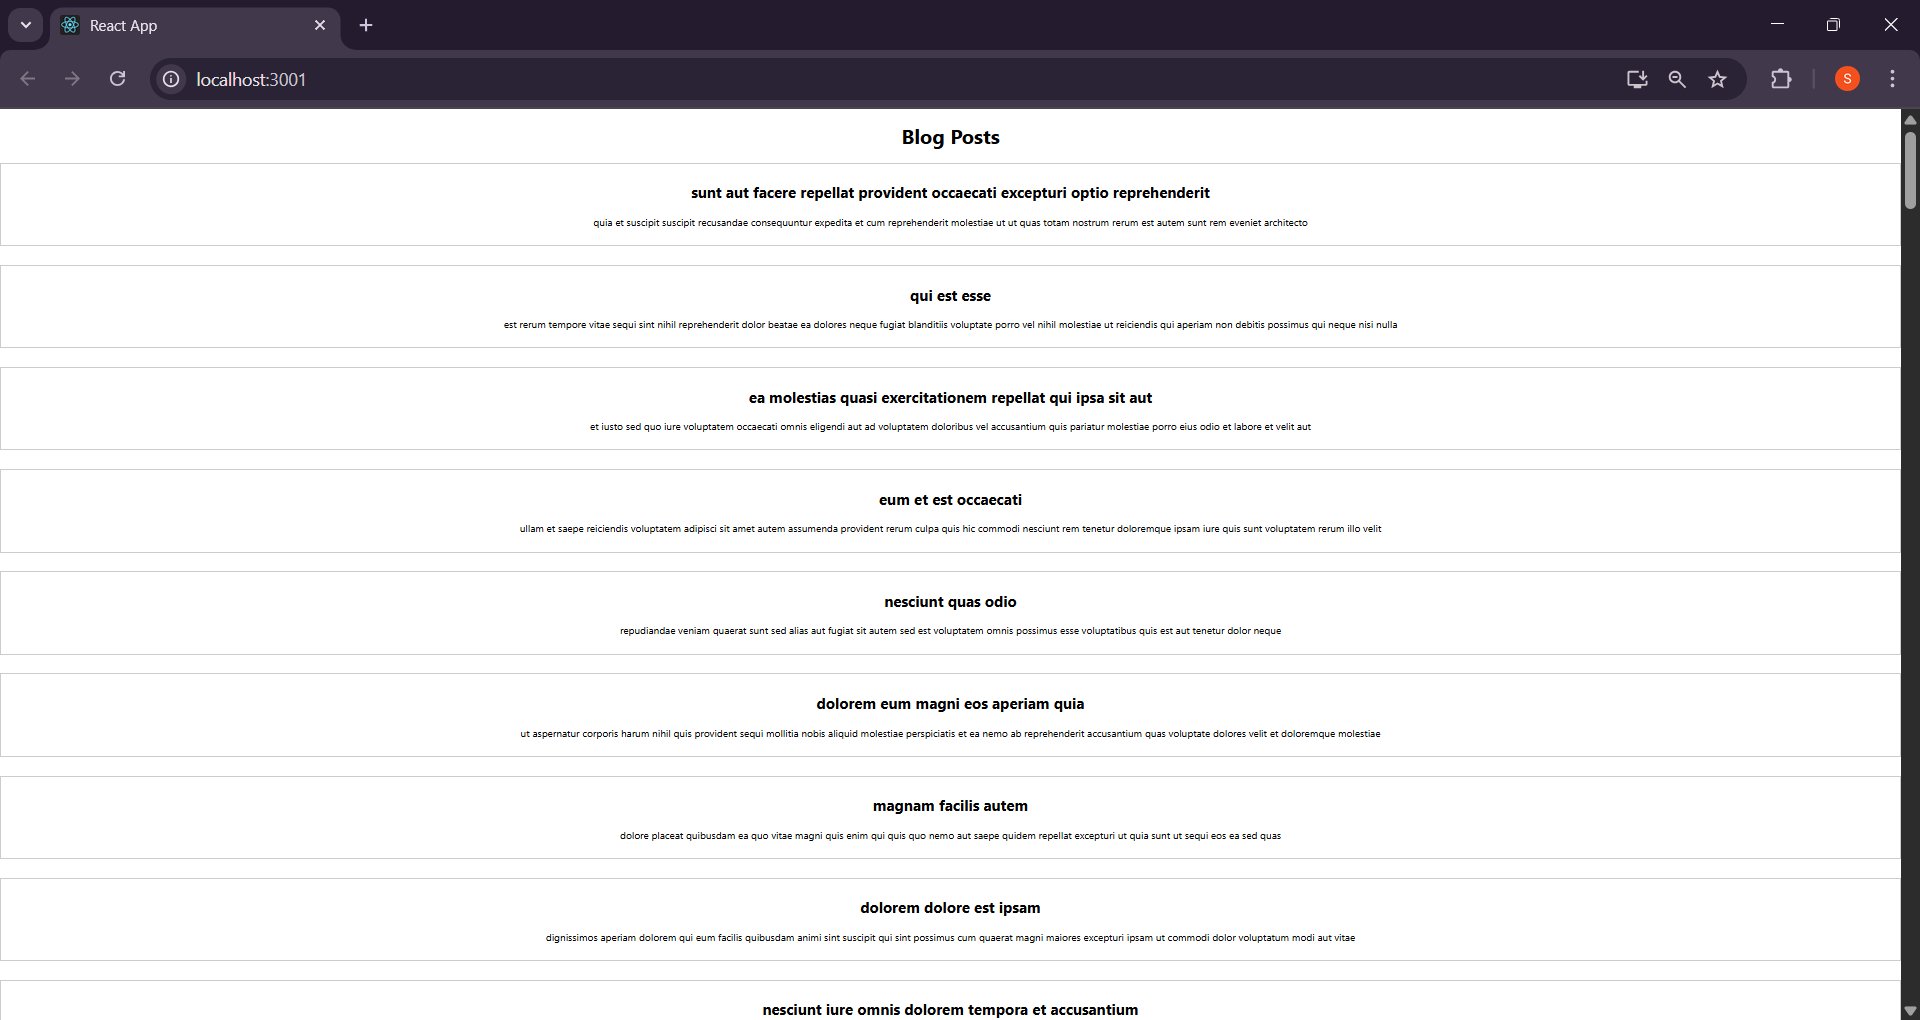 React App
localhost:3001
S
Blog Posts
sunt aut facere repellat provident occaecati excepturi optio reprehenderit
quia et suscipit suscipit recusandae consequuntur expedita et cum reprehenderit molestiae ut ut quas totam nostrum rerum est autem sunt rem eveniet architecto
qui est esse
est rerum tempore vitae sequi sint nihil reprehenderit dolor beatae ea dolores neque fugiat blanditiis voluptate porro vel nihil molestiae ut reiciendis qui aperiam non debitis possimus qui neque nisi nulla
ea molestias quasi exercitationem repellat qui ipsa sit aut
et iusto sed quo iure voluptatem occaecati omnis eligendi aut ad voluptatem doloribus vel accusantium quis pariatur molestiae porro eius odio et labore et velit aut
eum et est occaecati
ullam et saepe reiciendis voluptatem adipisci sit amet autem assumenda provident rerum culpa quis hic commodi nesciunt rem tenetur doloremque ipsam iure quis sunt voluptatem rerum illo velit
nesciunt quas odio
repudiandae veniam quaerat sunt sed alias aut fugiat sit autem sed est voluptatem omnis possimus esse voluptatibus quis est aut tenetur dolor neque
dolorem eum magni eos aperiam quia
ut aspernatur corporis harum nihil quis provident sequi mollitia nobis aliquid molestiae perspiciatis et ea nemo ab reprehenderit accusantium quas voluptate dolores velit et doloremque molestiae
magnam facilis autem
dolore placeat quibusdam ea quo vitae magni quis enim qui quis quo nemo aut saepe quidem repellat excepturi ut quia sunt ut sequi eos ea sed quas
dolorem dolore est ipsam
dignissimos aperiam dolorem qui eum facilis quibusdam animi sint suscipit qui sint possimus cum quaerat magni maiores excepturi ipsam ut commodi dolor voluptatum modi aut vitae
nesciunt iure omnis dolorem tempora et accusantium